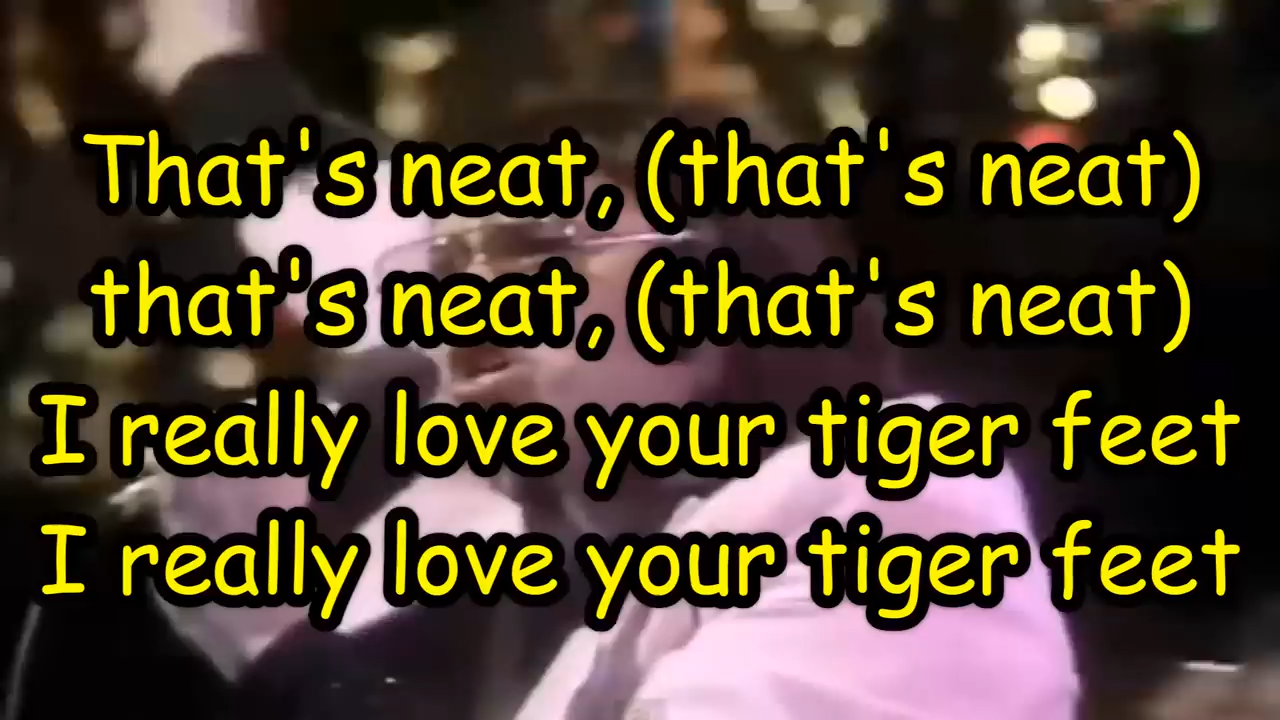 That's neat, (that's neat)
that's neat, (that's neat)
I really love your tiger feet
I really love your tiger feet